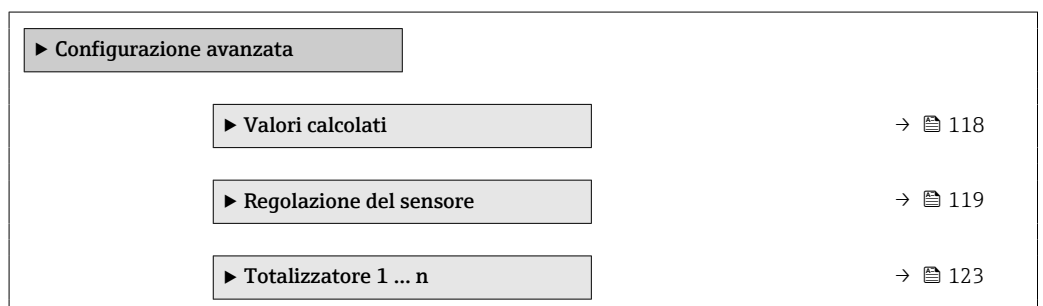 ▶ Configurazione avanzata
▶ Valori calcolati → 118
▶ Regolazione del sensore → 119
▶ Totalizzatore 1 … n → 123